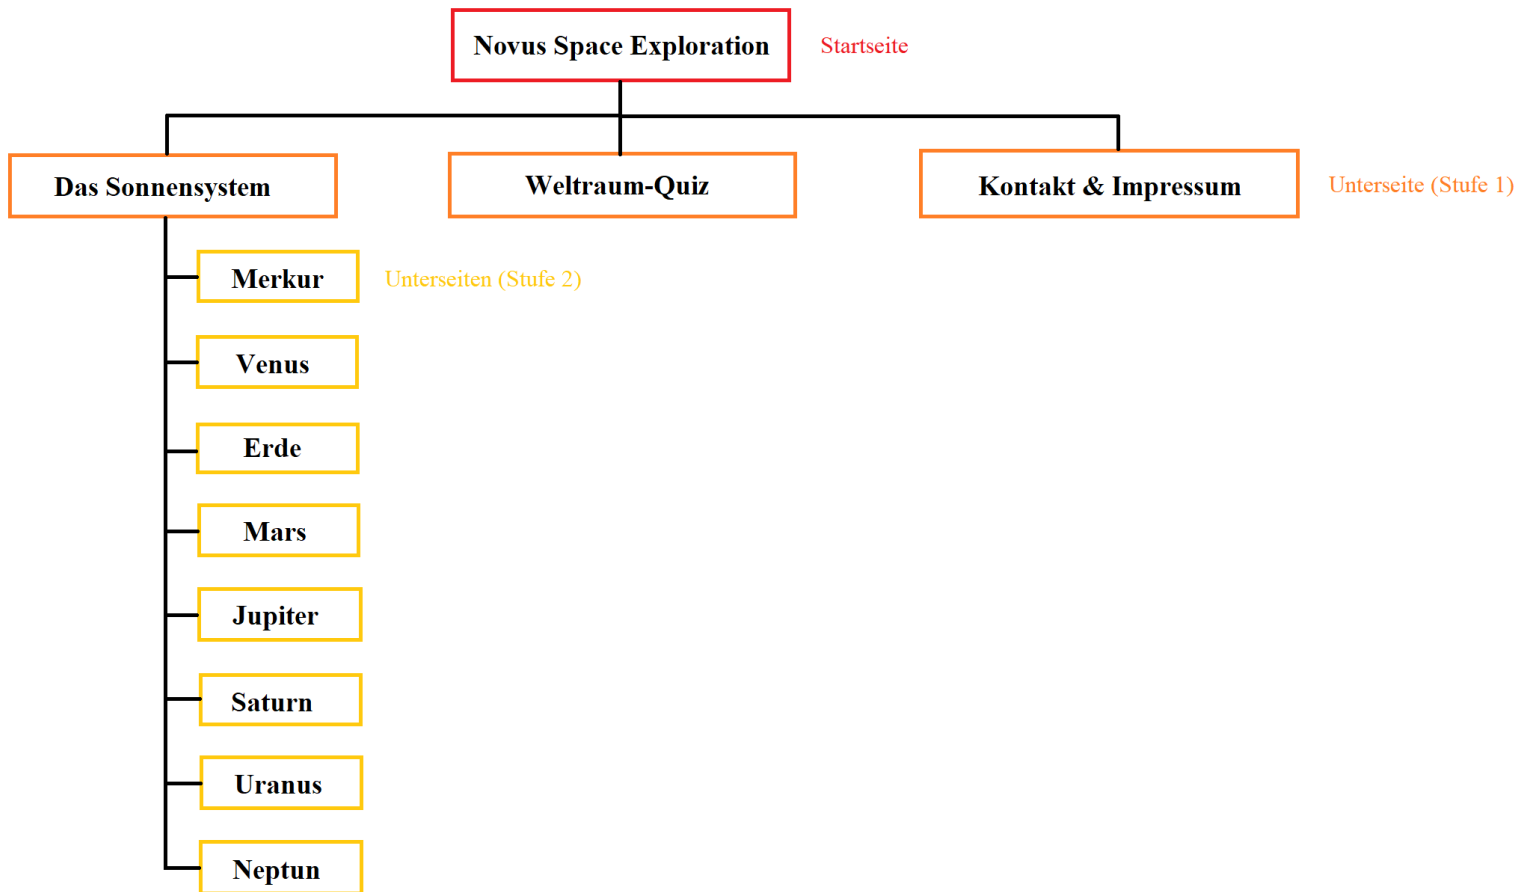 Novus Space Exploration
Startseite
Das Sonnensystem
Weltraum-Quiz
Kontakt & Impressum
Unterseite (Stufe 1)
Merkur
Unterseiten (Stufe 2)
Venus
Erde
Mars
Jupiter
Saturn
Uranus
Neptun